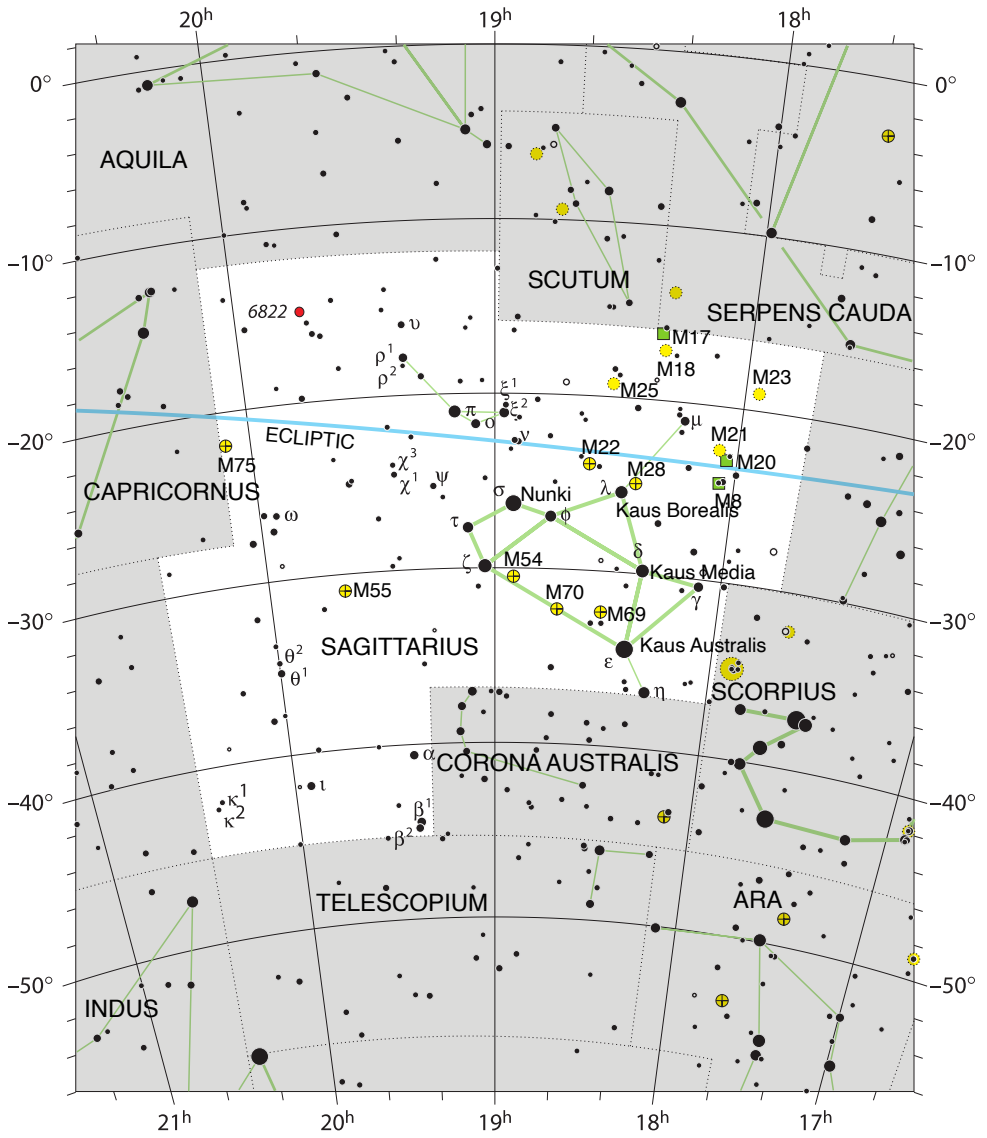 20h 19h 18h
0° 0°
AQUILA
–10° –10°
SCUTUM
SERPENS CAUDA
6822
υ
M17
M18
ρ1
ρ2
M25
M23
ξ1
ξ2
π
ο
μ
ν
–20° –20°
ECLIPTIC
M21
M20
M22
M75
χ3
χ1
ψ
M28
M8
CAPRICORNUS
σ
Nunki
λ
Kaus Borealis
ω
τ
φ
δ
ζ
M54
Kaus Media
M55
M70
M69
γ
–30° –30°
SAGITTARIUS
ε
Kaus Australis
θ2
θ1
η
SCORPIUS
α
CORONA AUSTRALIS
ι
κ1
κ2
β1
β2
–40° –40°
TELESCOPIUM
ARA
–50° –50°
INDUS
21h 20h 19h 18h 17h